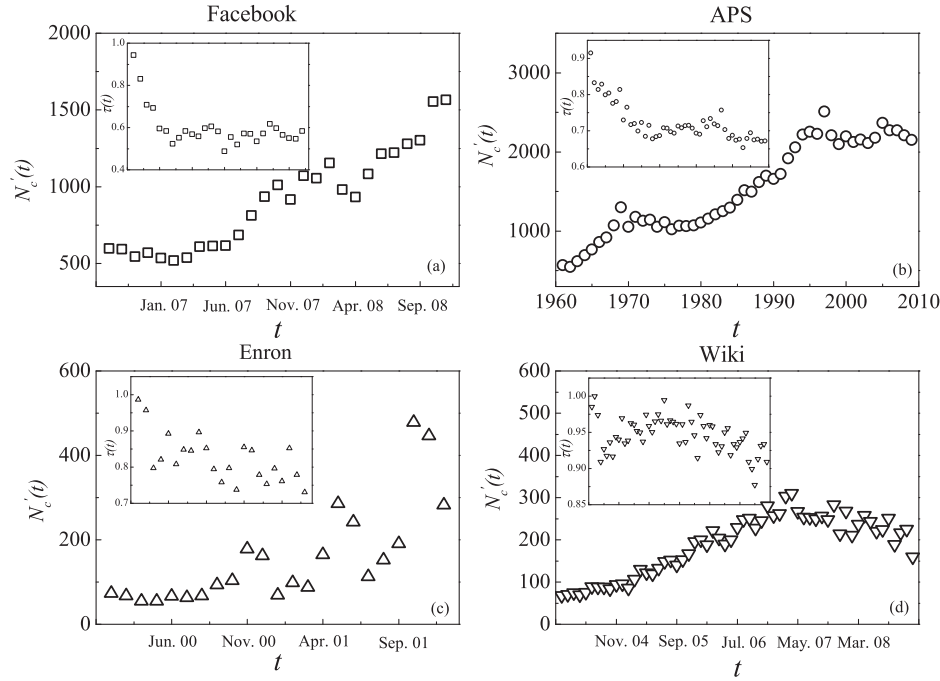 Facebook
2000
1500
1000
500
N'c(t)
1.0
0.8
0.6
0.4
τ(t)
(a)
Jan. 07 Jun. 07 Nov. 07 Apr. 08 Sep. 08
t
APS
3000
2000
1000
N'c(t)
0.9
0.8
0.7
0.6
τ(t)
(b)
1960 1970 1980 1990 2000 2010
t
Enron
600
400
200
0
N'c(t)
1.0
0.9
0.8
0.7
τ(t)
(c)
Jun. 00 Nov. 00 Apr. 01 Sep. 01
t
Wiki
600
500
400
300
200
100
0
N'c(t)
1.00
0.95
0.90
0.85
τ(t)
(d)
Nov. 04 Sep. 05 Jul. 06 May. 07 Mar. 08
t